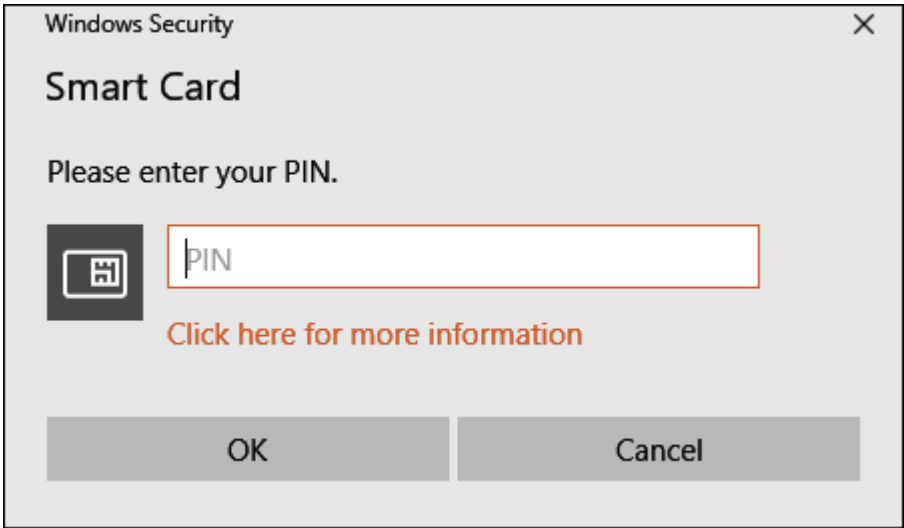 Windows Security
Smart Card
Please enter your PIN.
PIN
Click here for more information
OK
Cancel